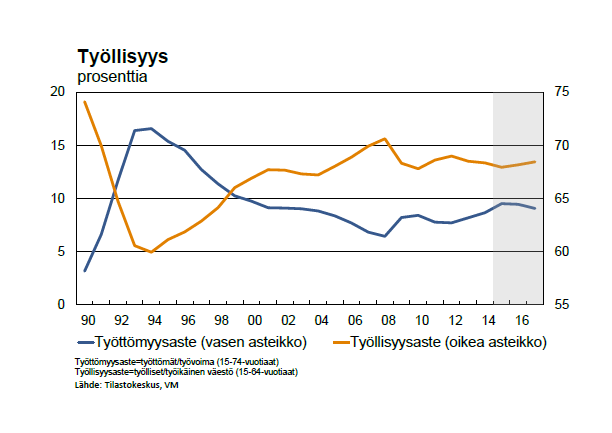 Työllisyys
prosenttia
20 75
15 70
10 65
5 60
0 55
90 92 94 96 98 00 02 04 06 08 10 12 14 16
Työttömyysaste (vasen asteikko) Työllisyysaste (oikea asteikko)
Työttömyysaste=työttömät/työvoima (15-74-vuotiaat)
Työllisyysaste=työlliset/työikäinen väestö (15-64-vuotiaat)
Lähde: Tilastokeskus, VM